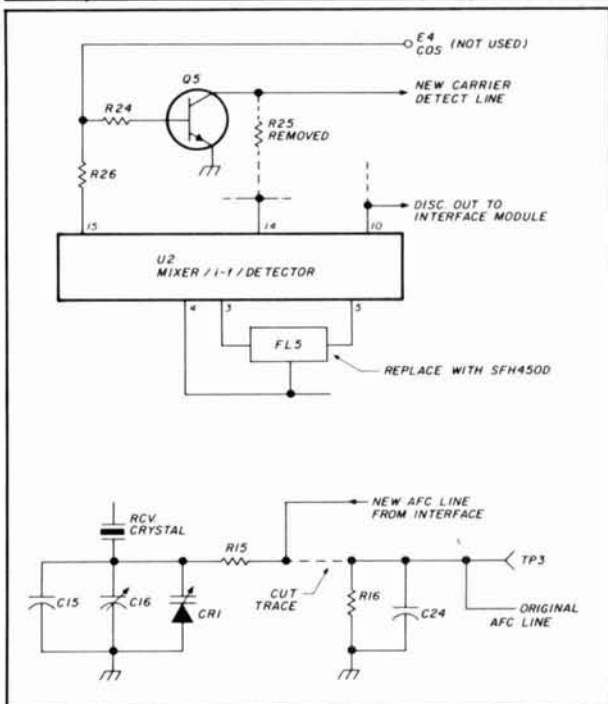 E4
COS (NOT USED)
Q5
NEW CARRIER
DETECT LINE
R24
R25
REMOVED
R26
DISC. OUT TO
INTERFACE MODULE
15
14
10
U2
MIXER / i-f / DETECTOR
4
3
5
FL5
REPLACE WITH SFH450D
NEW AFC LINE
FROM INTERFACE
RCV.
CRYSTAL
R15
TP3
C15
C16
CR1
CUT
TRACE
R16
C24
ORIGINAL
AFC LINE